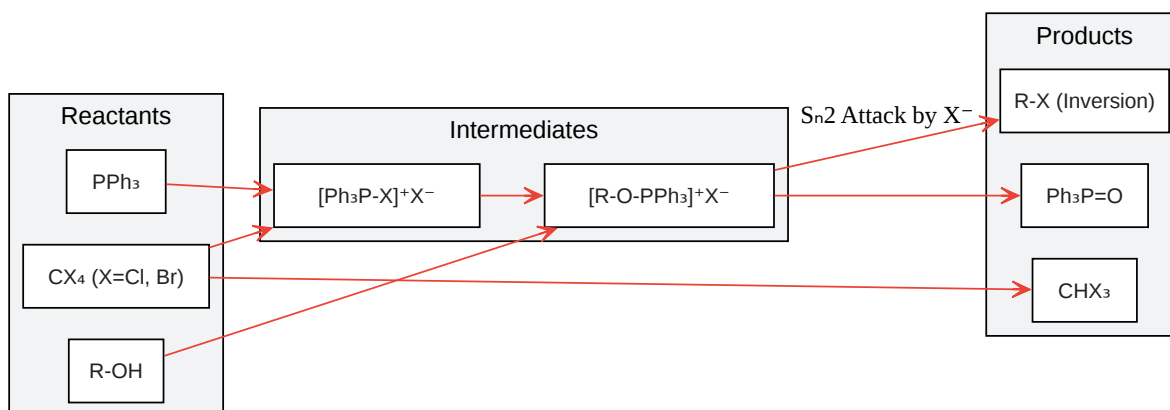 Reactants
PPh₃
CX₄ (X=Cl, Br)
R-OH
Intermediates
[Ph₃P-X]⁺X⁻
[R-O-PPh₃]⁺X⁻
Sₙ2 Attack by X⁻
Products
R-X (Inversion)
Ph₃P=O
CHX₃